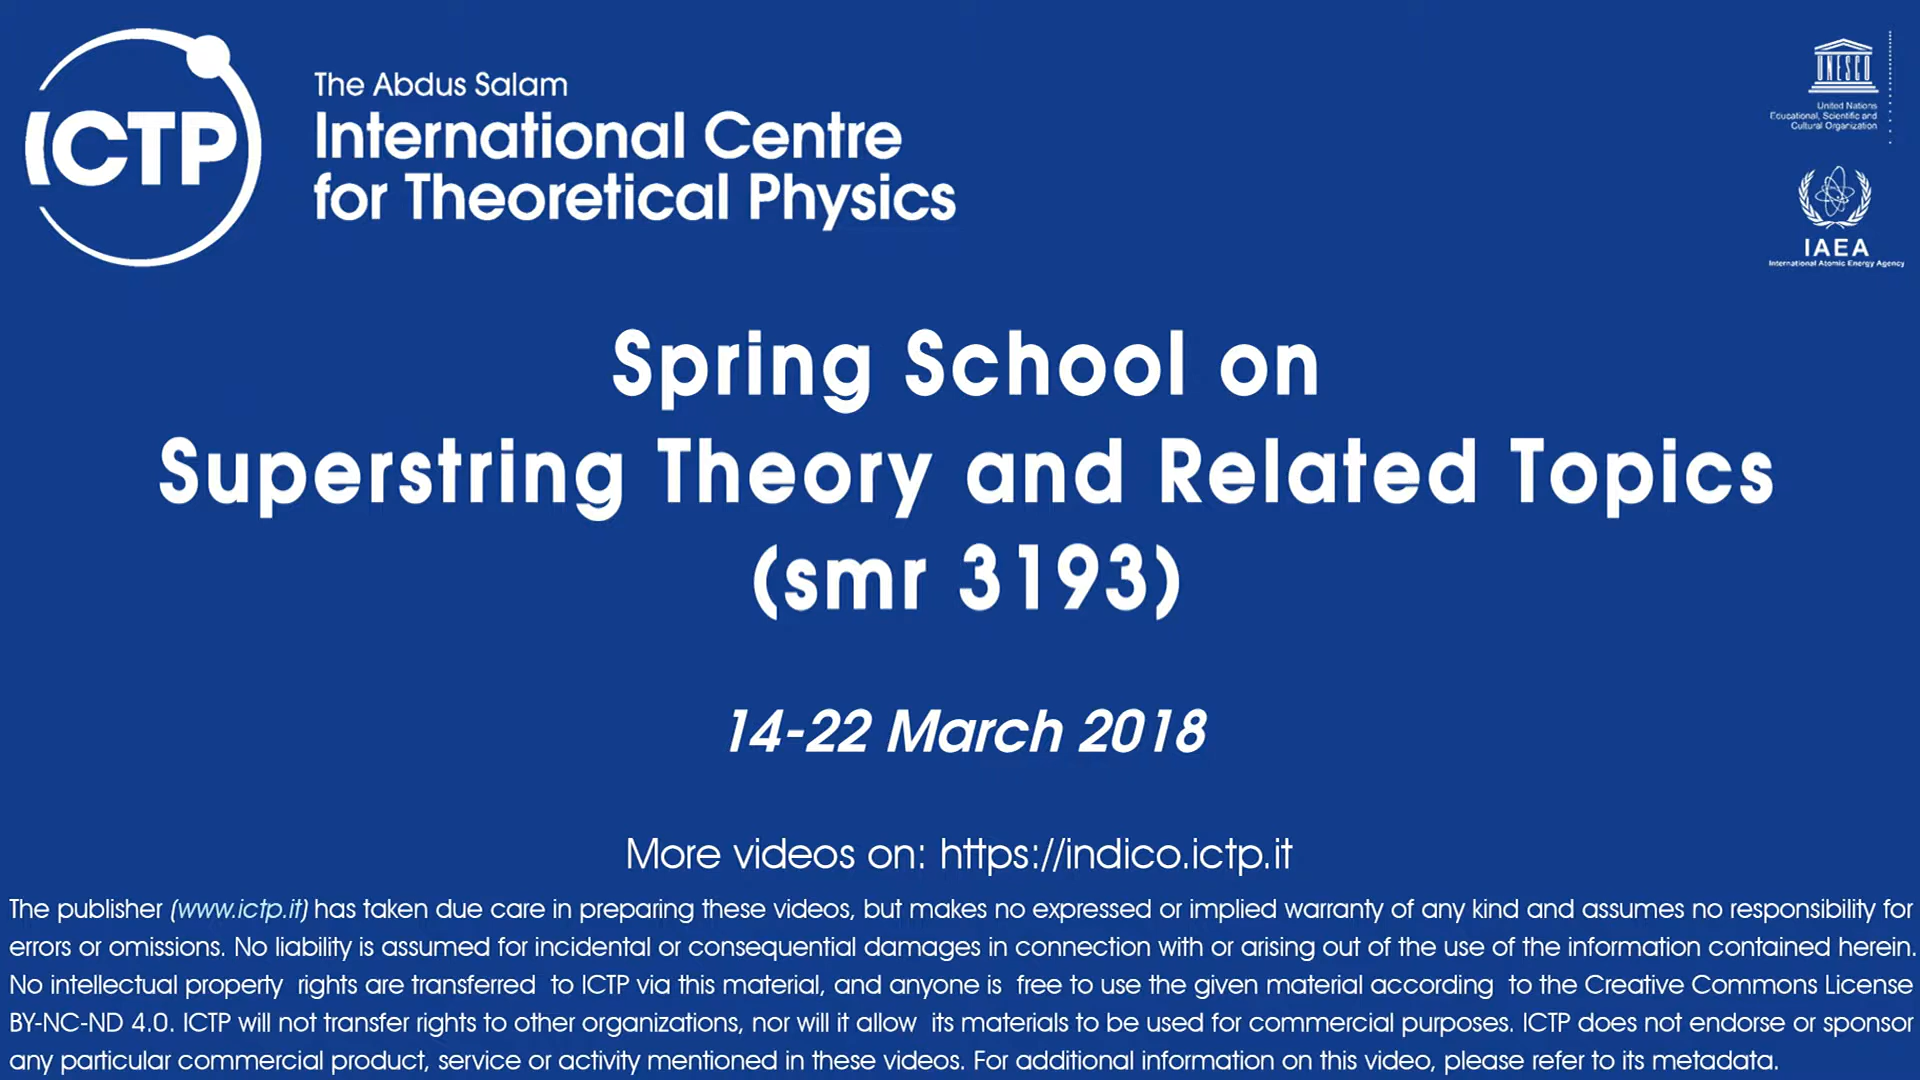 ICTP
The Abdus Salam
International Centre
for Theoretical Physics
UNESCO
United Nations
Educational, Scientific and
Cultural Organization
IAEA
International Atomic Energy Agency
Spring School on
Superstring Theory and Related Topics
(smr 3193)
14-22 March 2018
More videos on: https://indico.ictp.it
The publisher (www.ictp.it) has taken due care in preparing these videos, but makes no expressed or implied warranty of any kind and assumes no responsibility for
errors or omissions. No liability is assumed for incidental or consequential damages in connection with or arising out of the use of the information contained herein.
No intellectual property rights are transferred to ICTP via this material, and anyone is free to use the given material according to the Creative Commons License
BY-NC-ND 4.0. ICTP will not transfer rights to other organizations, nor will it allow its materials to be used for commercial purposes. ICTP does not endorse or sponsor
any particular commercial product, service or activity mentioned in these videos. For additional information on this video, please refer to its metadata.